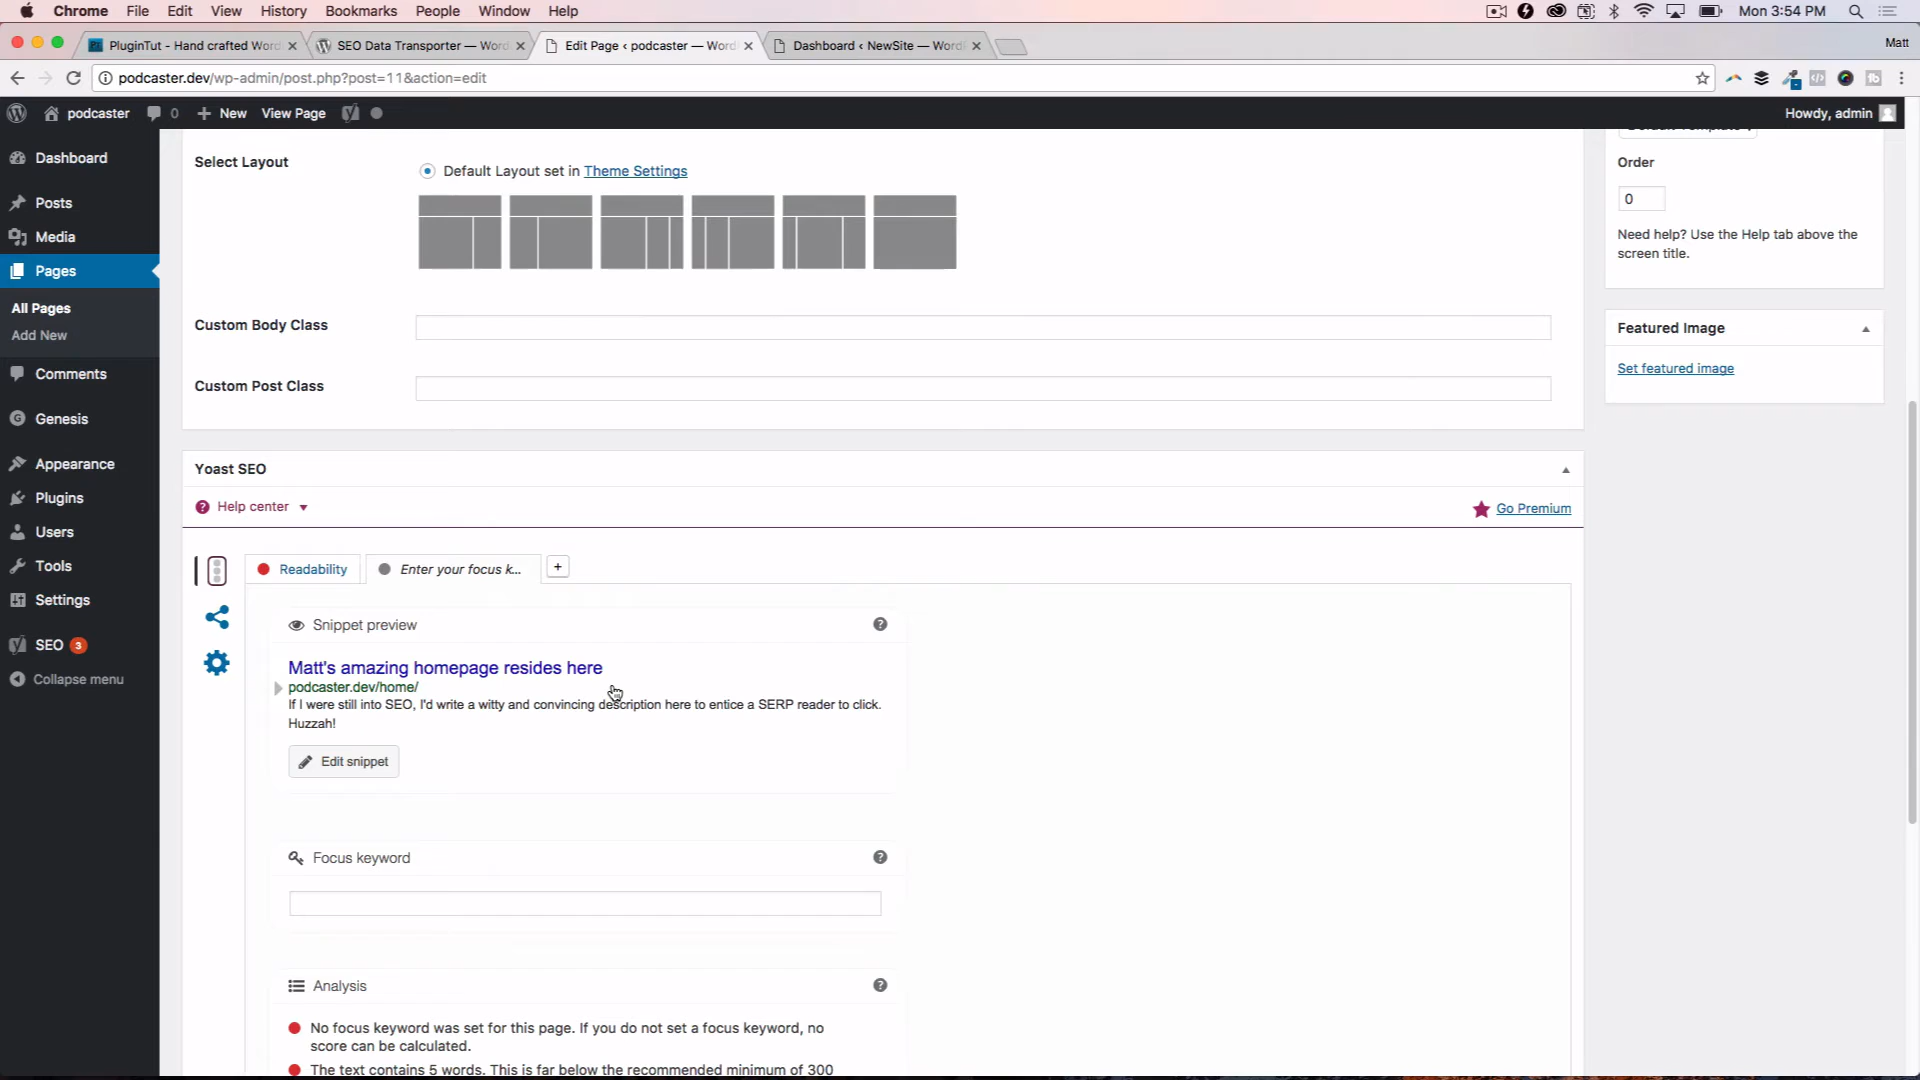 Chrome File Edit View History Bookmarks People Window Help Mon 3:54 PM
PluginTut - Hand crafted Word SEO Data Transporter — Word Edit Page ‹ podcaster — Word Dashboard ‹ NewSite — Word Matt
podcaster.dev/wp-admin/post.php?post=11&action=edit
podcaster 0 New View Page Howdy, admin
Dashboard
Posts
Media
Pages
All Pages
Add New
Comments
Genesis
Appearance
Plugins
Users
Tools
Settings
SEO 3
Collapse menu
Select Layout
Default Layout set in Theme Settings
Custom Body Class
Custom Post Class
Yoast SEO
Help center
Go Premium
Readability Enter your focus k... +
Snippet preview
Matt's amazing homepage resides here
podcaster.dev/home/
If I were still into SEO, I'd write a witty and convincing description here to entice a SERP reader to click.
Huzzah!
Edit snippet
Focus keyword
Analysis
No focus keyword was set for this page. If you do not set a focus keyword, no
score can be calculated.
The text contains 5 words. This is far below the recommended minimum of 300
Order
0
Need help? Use the Help tab above the
screen title.
Featured Image
Set featured image